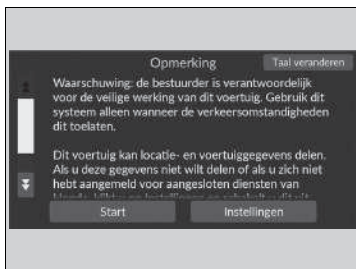 Opmerking
Taal veranderen
Waarschuwing: de bestuurder is verantwoordelijk
voor de veilige werking van dit voertuig. Gebruik dit
systeem alleen wanneer de verkeersomstandigheden
dit toelaten.
Dit voertuig kan locatie- en voertuiggegevens delen.
Als u deze gegevens niet wilt delen of als u zich niet
hebt aangemeld voor aangesloten diensten van
Start
Instellingen